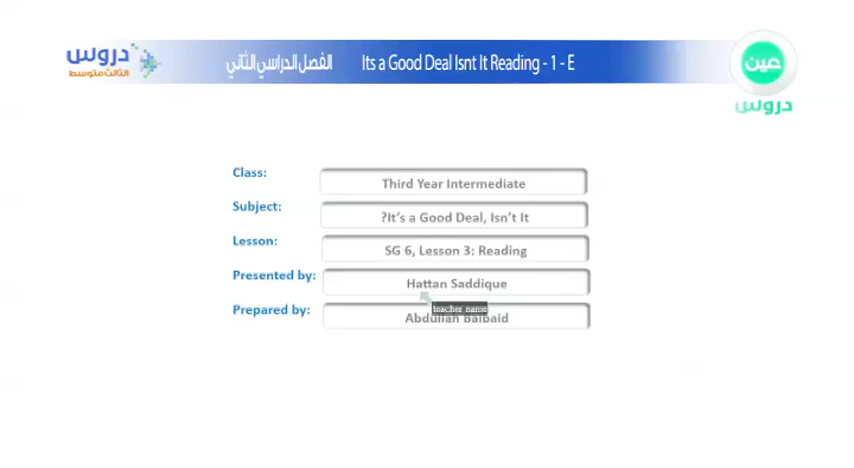 دروس
الثالث متوسط
الفصل الدراسي الثاني Its a Good Deal Isnt It Reading - 1 - E
عين
دروس
Class: Third Year Intermediate
Subject: ?It's a Good Deal, Isn't It
Lesson: SG 6, Lesson 3: Reading
Presented by: Hattan Saddique
teacher name
Prepared by: Abdullah Balbaid